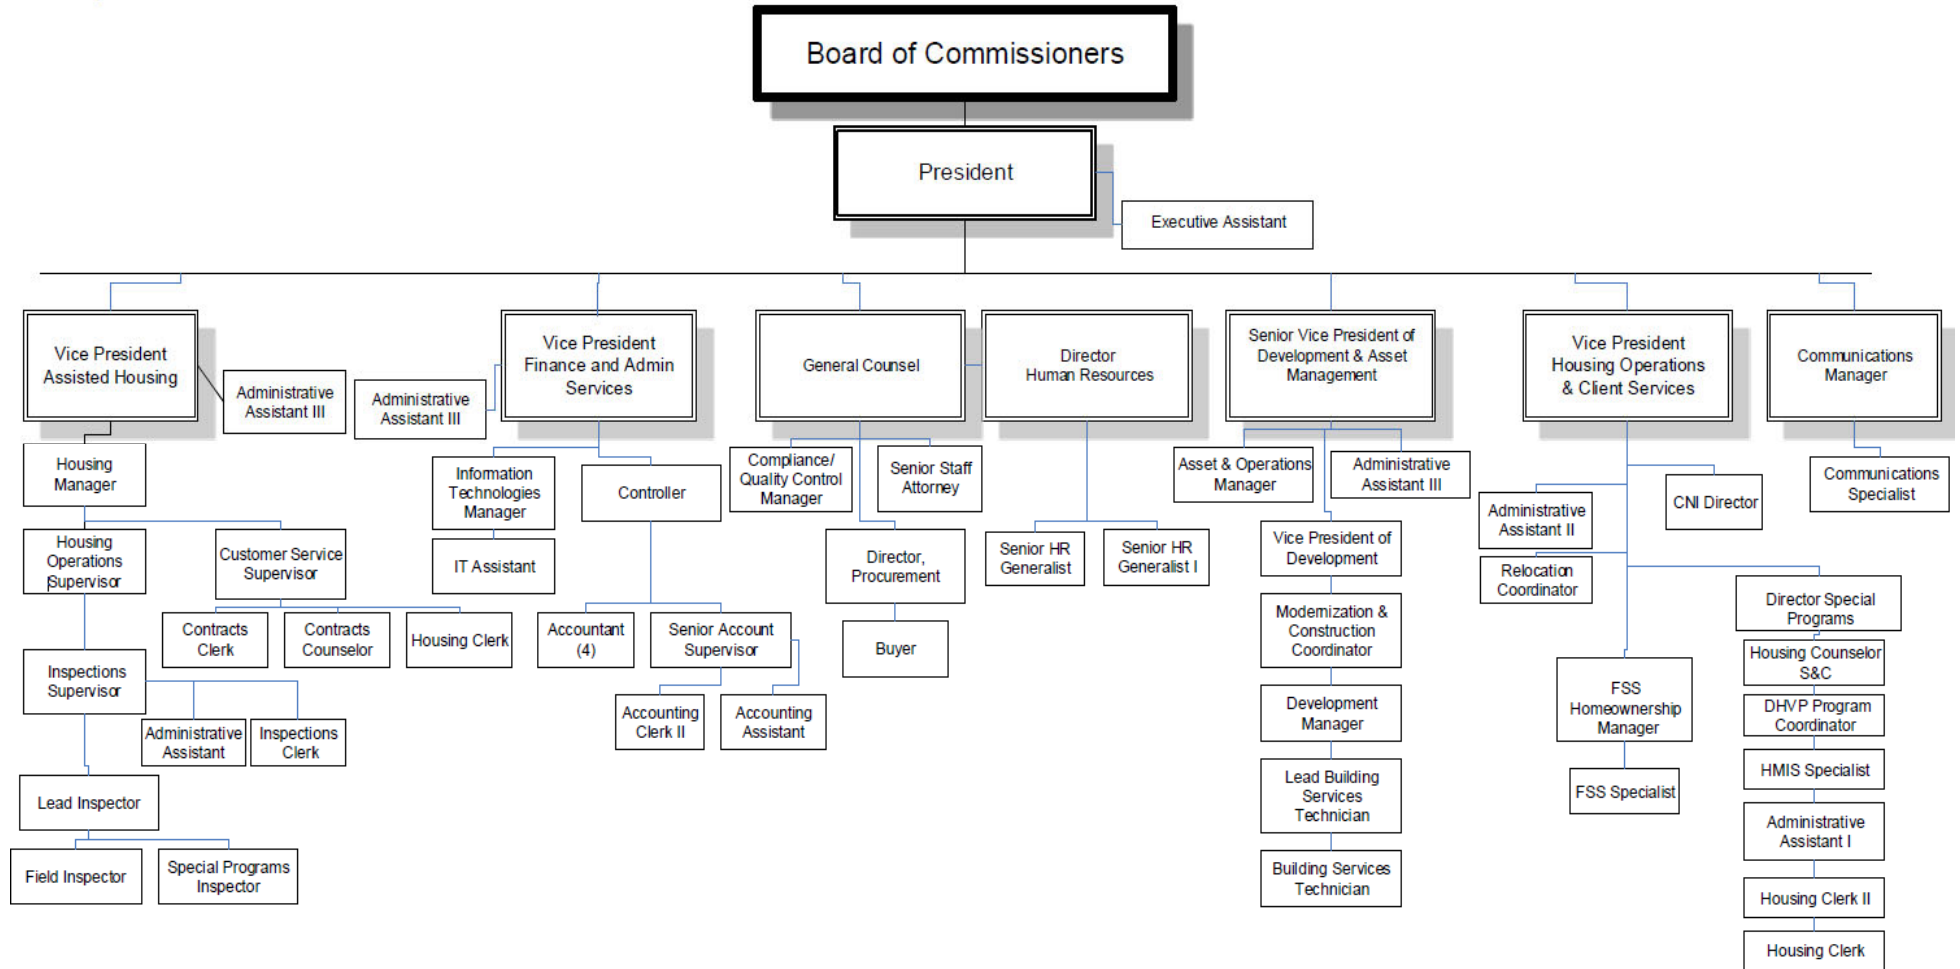 Board of Commissioners
President
Executive Assistant
Vice President
Assisted Housing
Administrative
Assistant III
Administrative
Assistant III
Vice President
Finance and Admin
Services
General Counsel
Director
Human Resources
Senior Vice President of
Development & Asset
Management
Vice President
Housing Operations
& Client Services
Communications
Manager
Housing
Manager
Information
Technologies
Manager
Controller
Compliance/
Quality Control
Manager
Senior Staff
Attorney
Asset & Operations
Manager
Administrative
Assistant III
Administrative
Assistant II
CNI Director
Communications
Specialist
Housing
Operations
Supervisor
Customer Service
Supervisor
IT Assistant
Director,
Procurement
Senior HR
Generalist
Senior HR
Generalist I
Vice President of
Development
Relocation
Coordinator
Director Special
Programs
Contracts
Clerk
Contracts
Counselor
Housing Clerk
Accountant
(4)
Senior Account
Supervisor
Buyer
Modernization &
Construction
Coordinator
Housing Counselor
S&C
Inspections
Supervisor
FSS
Homeownership
Manager
DHVP Program
Coordinator
Administrative
Assistant
Inspections
Clerk
Accounting
Clerk II
Accounting
Assistant
Development
Manager
HMIS Specialist
Lead Inspector
Lead Building
Services
Technician
FSS Specialist
Administrative
Assistant I
Field Inspector
Special Programs
Inspector
Building Services
Technician
Housing Clerk II
Housing Clerk